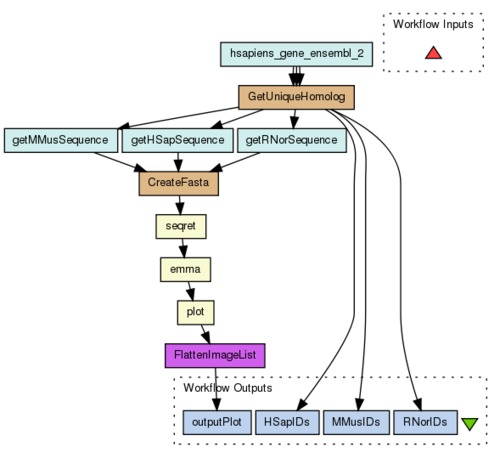 Workflow Inputs
hsapiens_gene_ensembl_2
GetUniqueHomolog
getMMusSequence
getHSapSequence
getRNorSequence
CreateFasta
seqret
emma
plot
FlattenImageList
Workflow Outputs
outputPlot
HSapIDs
MMusIDs
RNorIDs